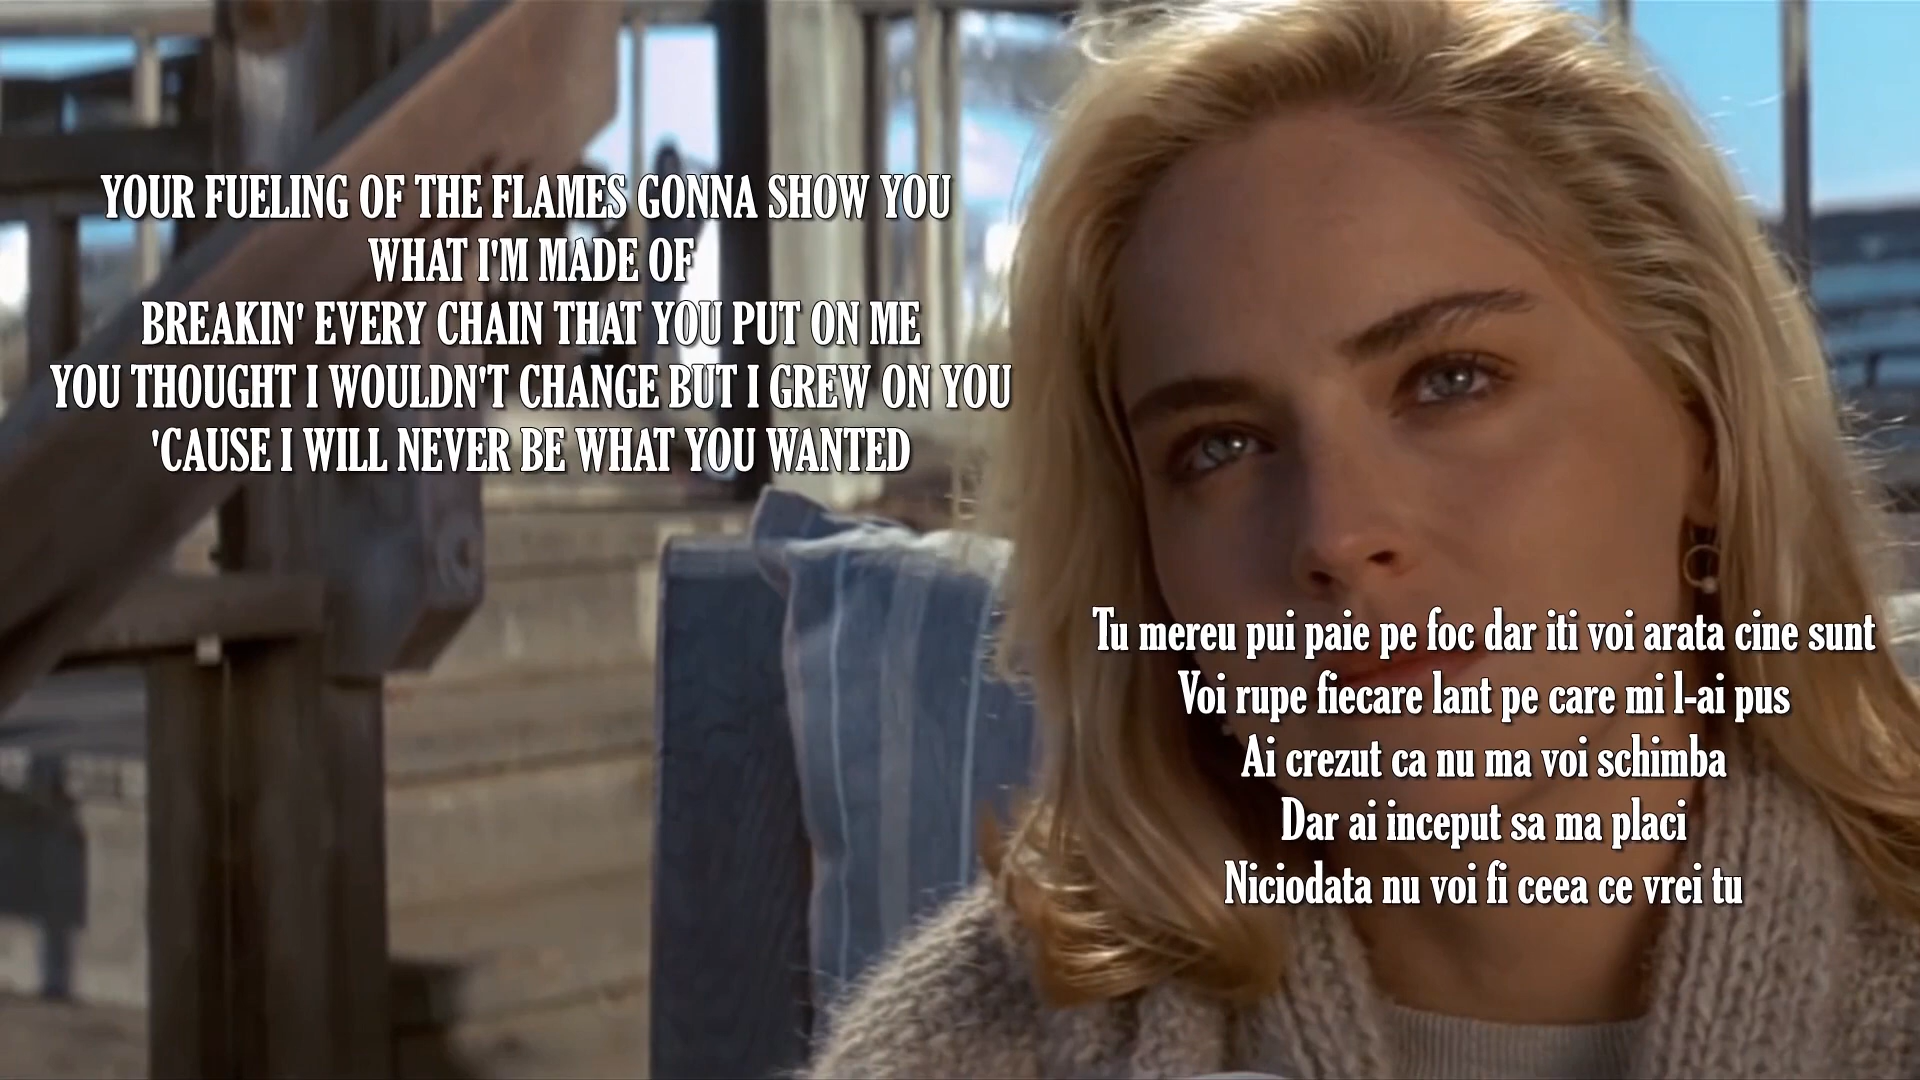 YOUR FUELING OF THE FLAMES GONNA SHOW YOU
WHAT I'M MADE OF
BREAKIN' EVERY CHAIN THAT YOU PUT ON ME
YOU THOUGHT I WOULDN'T CHANGE BUT I GREW ON YOU
'CAUSE I WILL NEVER BE WHAT YOU WANTED
Tu mereu pui paie pe foc dar iti voi arata cine sunt
Voi rupe fiecare lant pe care mi l-ai pus
Ai crezut ca nu ma voi schimba
Dar ai inceput sa ma placi
Niciodata nu voi fi ceea ce vrei tu